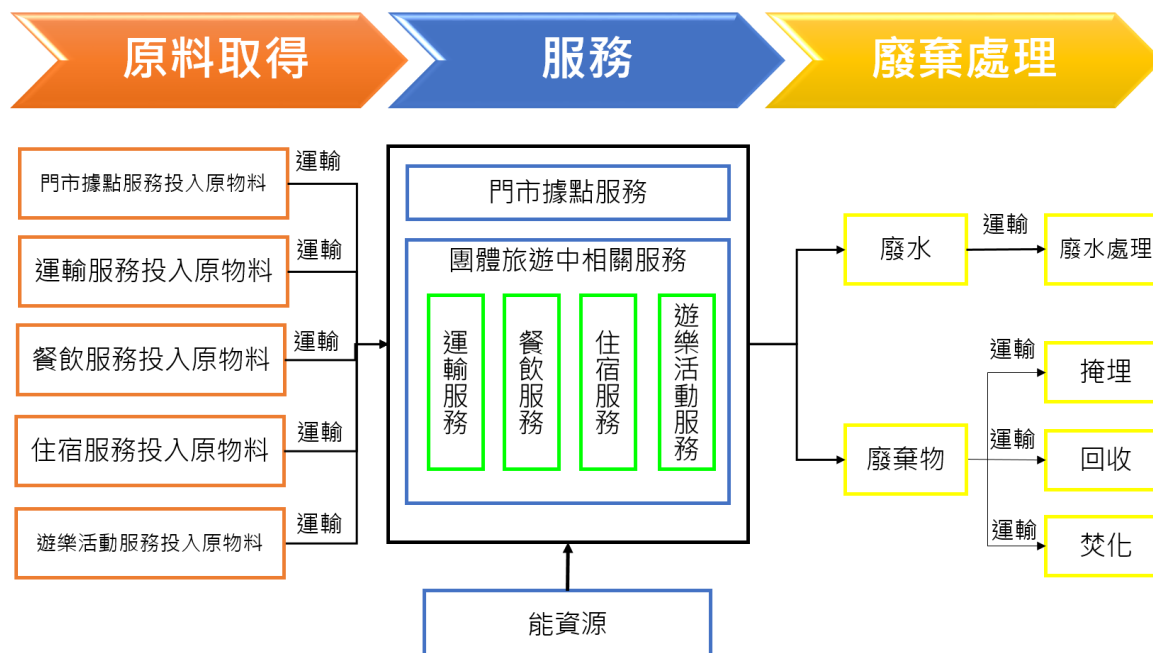 原料取得
服務
廢棄處理
門市據點服務投入原物料
運輸
運輸服務投入原物料
運輸
餐飲服務投入原物料
運輸
住宿服務投入原物料
運輸
遊樂活動服務投入原物料
運輸
門市據點服務
團體旅遊中相關服務
運輸服務
餐飲服務
住宿服務
遊樂活動服務
能資源
廢水
運輸
廢水處理
廢棄物
運輸
掩埋
運輸
回收
運輸
焚化